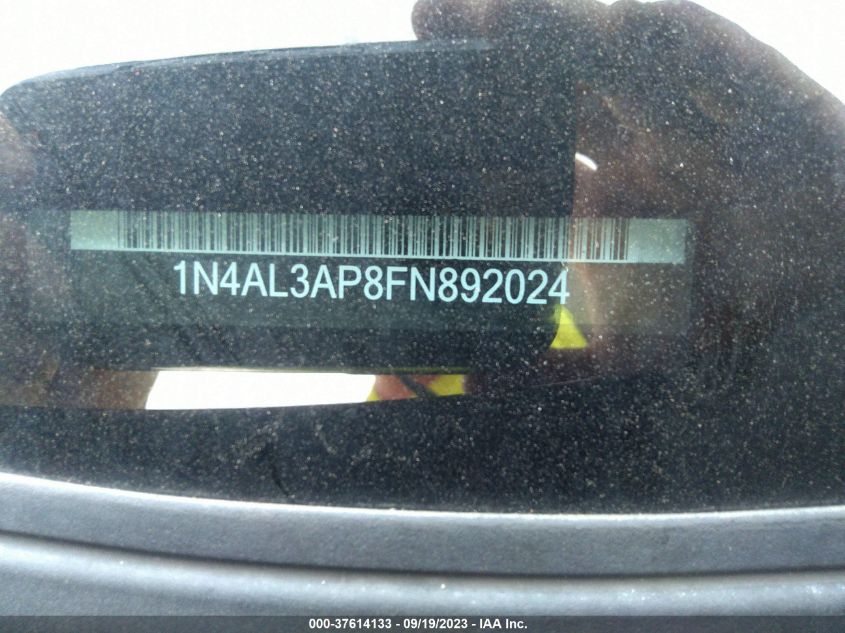 1N4AL3AP8FN892024
000-37614133 - 09/19/2023 - IAA Inc.